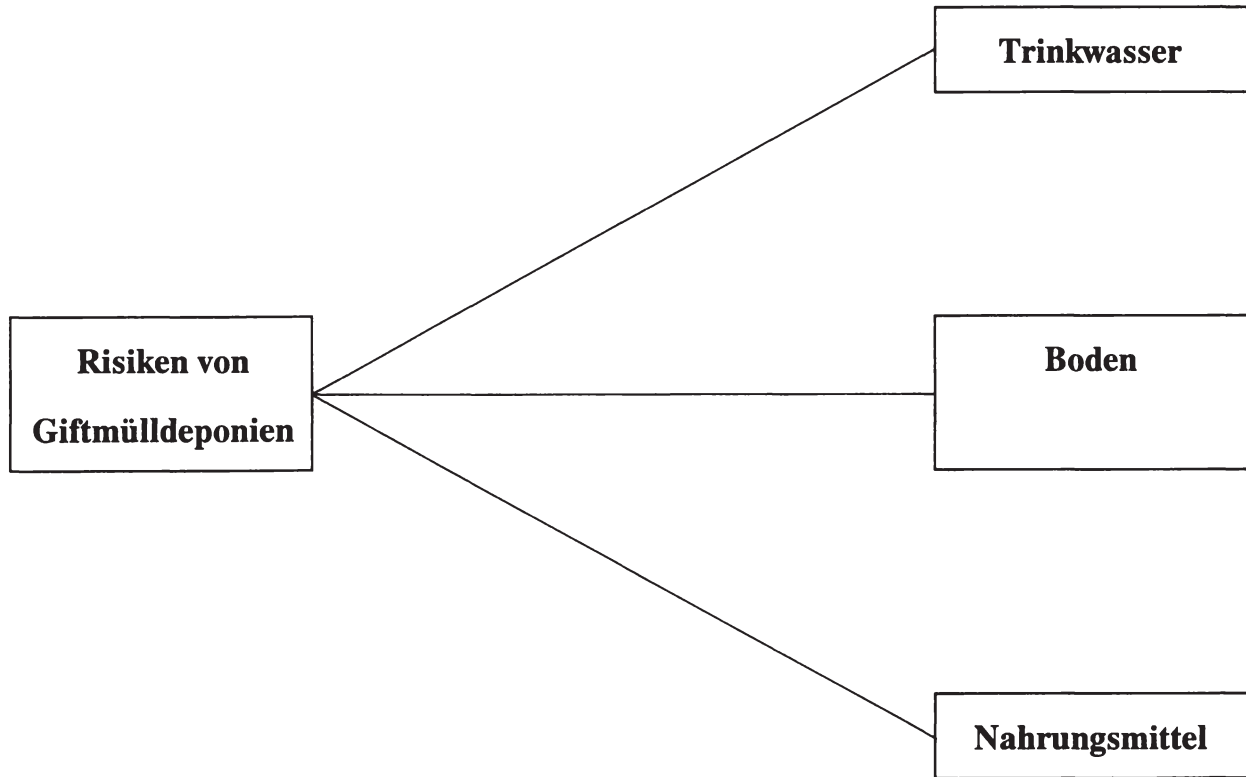 Trinkwasser
Risiken von
Giftmülldeponien
Boden
Nahrungsmittel